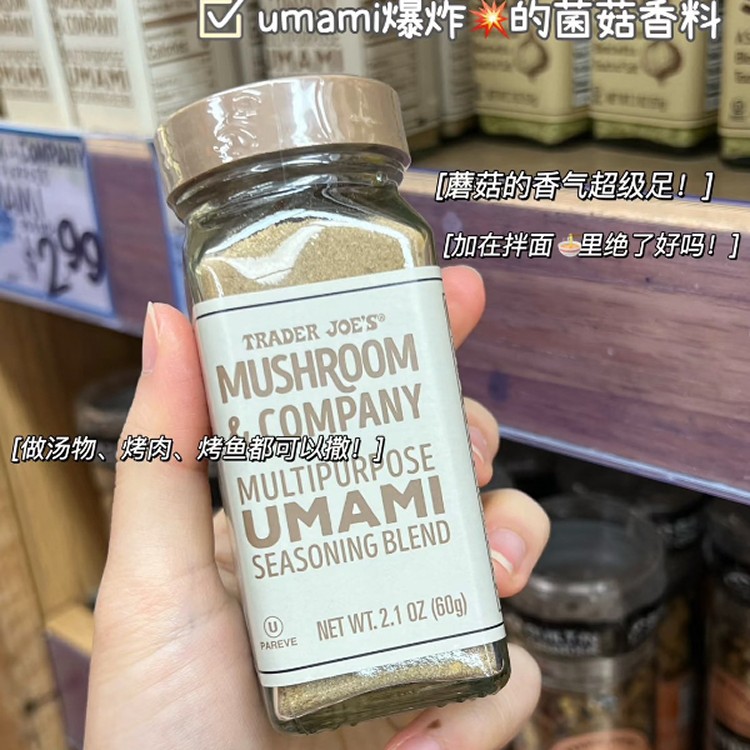 ☑ umami爆炸💥的菌菇香料
[蘑菇的香气超级足！]
[加在拌面🍜里绝了好吗！]
$2.99
TRADER JOE'S®
MUSHROOM
& COMPANY
[做汤物、烤肉、烤鱼都可以撒！]
MULTIPURPOSE
UMAMI
SEASONING BLEND
U
PAREVE
NET WT. 2.1 OZ (60g)